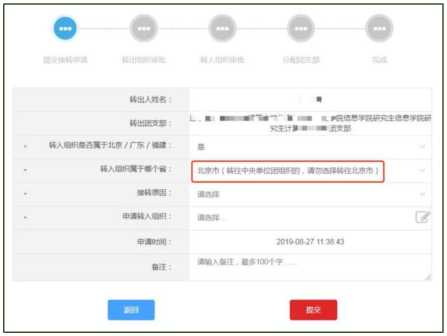 提交接转申请
转出组织审批
转入组织审批
分配团支部
完成
转出人姓名：
转出团支部：
院信息学院研究生信息学院研
究生计算
团支部
* 转入组织是否属于北京/广东/福建：
是
* 转入组织属于哪个省：
北京市（转往中央单位团组织的，请勿选择转往北京市）
* 接转原因：
请选择
* 申请转入组织：
请选择...
申请时间：
2019-08-27 11:38:43
备注：
请输入备注，最多100个字......
返回
提交